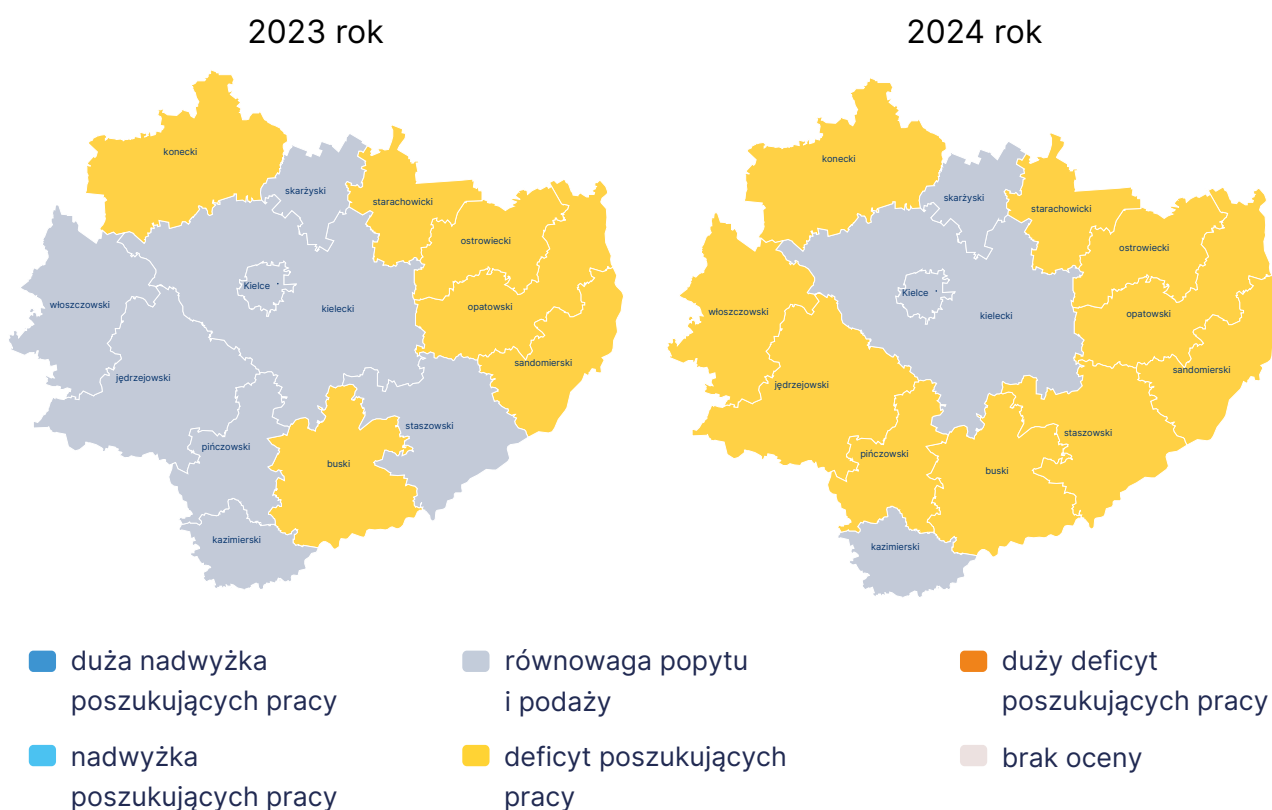 2023 rok
2024 rok
konecki
skarżyski
starachowicki
ostrowiecki
Kielce
włoszczowski
kielecki
opatowski
sandomierski
jędrzejowski
staszowski
pińczowski
buski
kazimierski
konecki
skarżyski
starachowicki
ostrowiecki
Kielce
włoszczowski
kielecki
opatowski
sandomierski
jędrzejowski
staszowski
pińczowski
buski
kazimierski
duża nadwyżka
poszukujących pracy
nadwyżka
poszukujących pracy
równowaga popytu
i podaży
deficyt poszukujących
pracy
duży deficyt
poszukujących pracy
brak oceny